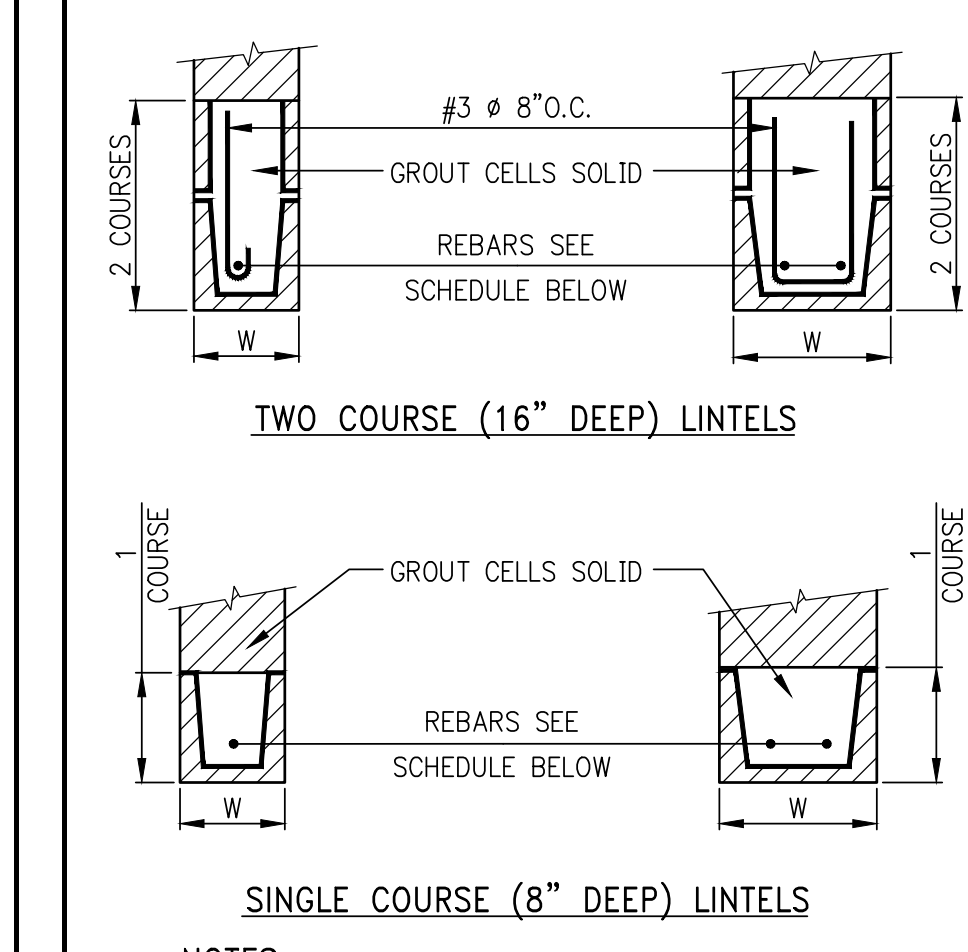 #3 ø 8"O.C.
2 COURSES
GROUT CELLS SOLID
2 COURSES
REBARS SEE
SCHEDULE BELOW
W
W
TWO COURSE (16" DEEP) LINTELS
1
COURSE
GROUT CELLS SOLID
1
COURSE
REBARS SEE
SCHEDULE BELOW
W
W
SINGLE COURSE (8" DEEP) LINTELS
NOTES